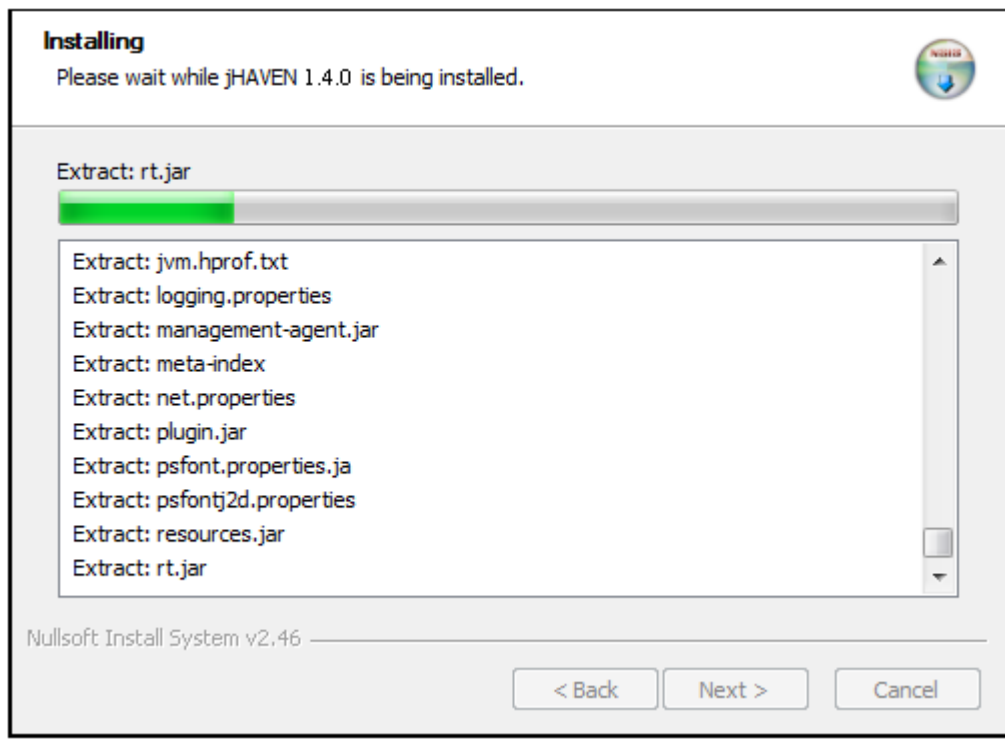 Installing
Please wait while jHAVEN 1.4.0 is being installed.
Extract: rt.jar
Extract: jvm.hprof.txt
Extract: logging.properties
Extract: management-agent.jar
Extract: meta-index
Extract: net.properties
Extract: plugin.jar
Extract: psfont.properties.ja
Extract: psfontj2d.properties
Extract: resources.jar
Extract: rt.jar
Nullsoft Install System v2.46
< Back
Next >
Cancel